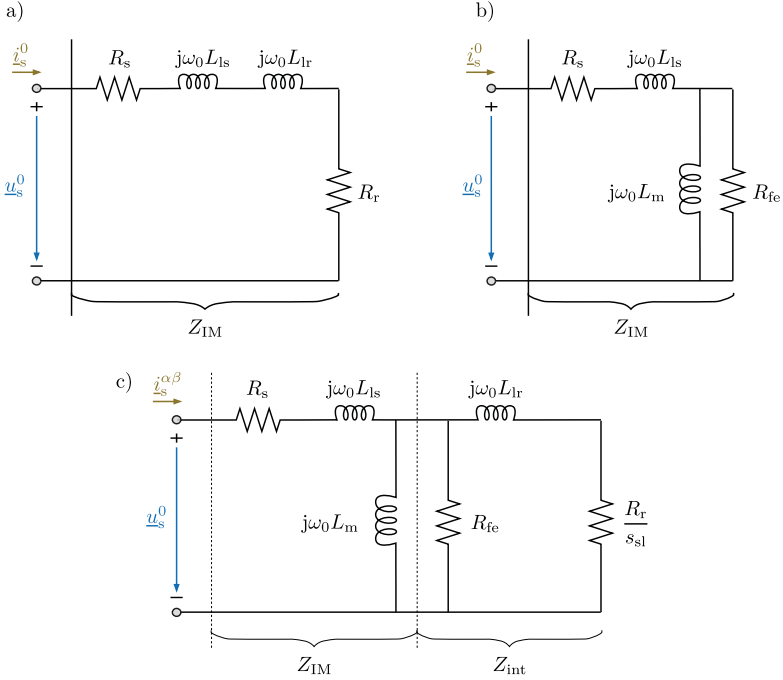 a)
i_s^0
R_s
jω_0L_ls
jω_0L_lr
+
u_s^0
R_r
−
Z_IM
b)
i_s^0
R_s
jω_0L_ls
+
u_s^0
jω_0L_m
R_fe
−
Z_IM
c)
i_s^αβ
R_s
jω_0L_ls
jω_0L_lr
+
u_s^0
jω_0L_m
R_fe
R_r
s_sl
−
Z_IM
Z_int